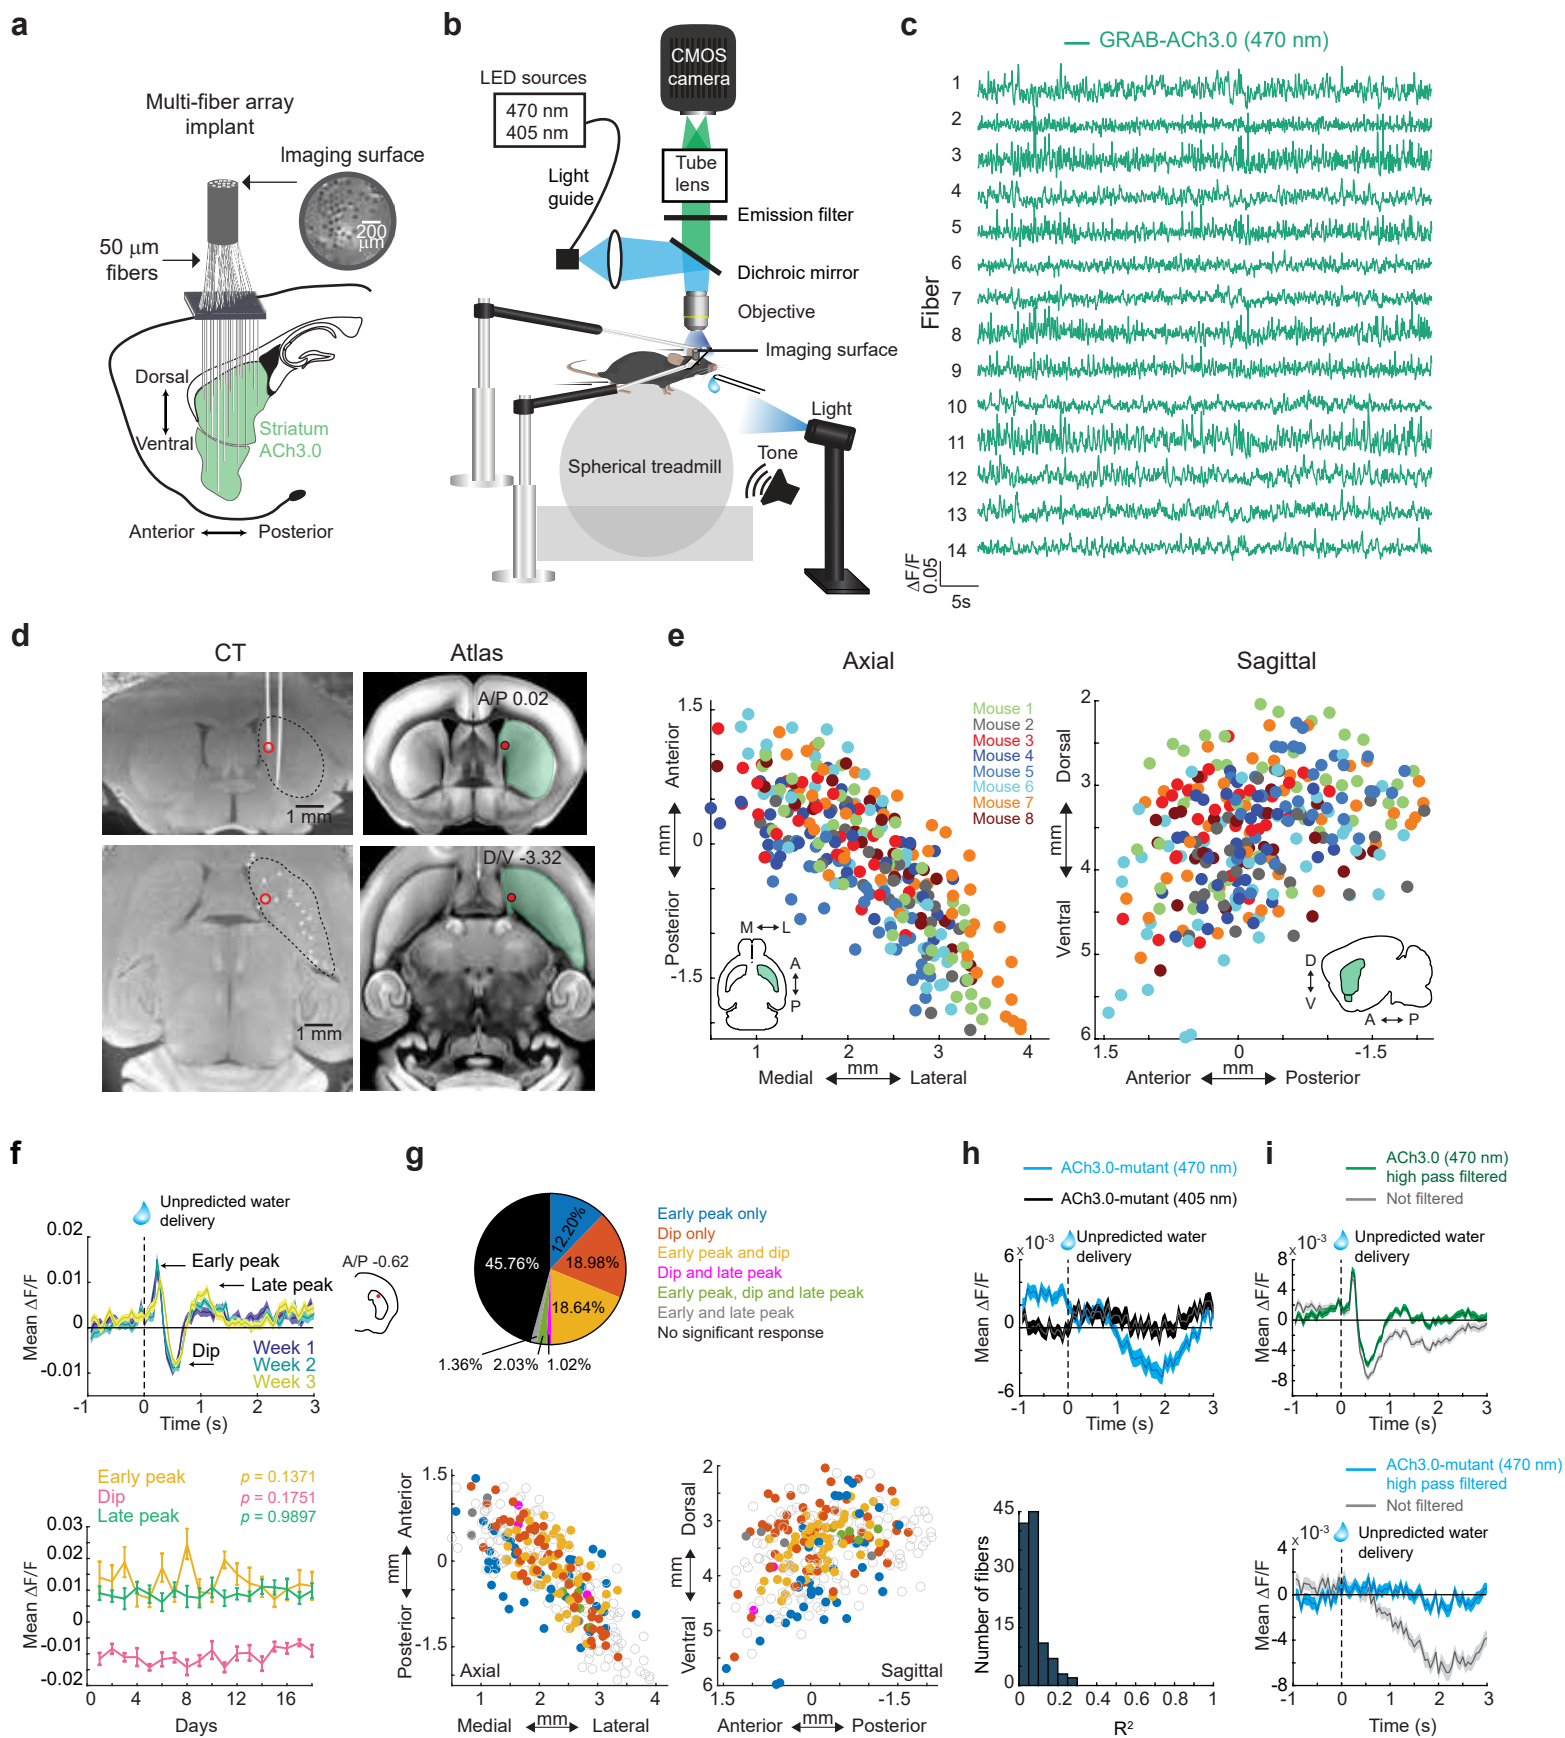 a
Multi-fiber array
implant
Imaging surface
200
μm
50 μm
fibers
Dorsal
Ventral
Striatum
ACh3.0
Anterior
Posterior
b
LED sources
470 nm
405 nm
CMOS
camera
Light
guide
Tube
lens
Emission filter
Dichroic mirror
Objective
Imaging surface
Light
Tone
Spherical treadmill
c
GRAB-ACh3.0 (470 nm)
Fiber
1
2
3
4
5
6
7
8
9
10
11
12
13
14
ΔF/F
0.05
5s
d
CT
Atlas
A/P 0.02
1 mm
D/V -3.32
1 mm
e
Axial
Sagittal
Mouse 1
Mouse 2
Mouse 3
Mouse 4
Mouse 5
Mouse 6
Mouse 7
Mouse 8
1.5
0
-1.5
Anterior
mm
Posterior
M
L
A
P
1
2
3
4
Medial
mm
Lateral
2
3
4
5
6
Dorsal
mm
Ventral
D
V
A
P
1.5
0
-1.5
Anterior
mm
Posterior
f
Unpredicted water
delivery
0.02
0.01
0
-0.01
Mean ΔF/F
Early peak
Late peak
Dip
Week 1
Week 2
Week 3
A/P -0.62
-1
0
1
2
3
Time (s)
Early peak
p = 0.1371
Dip
p = 0.1751
Late peak
p = 0.9897
0.03
0.02
0.01
0
-0.01
-0.02
Mean ΔF/F
0
4
8
12
16
Days
g
45.76%
12.20%
18.98%
18.64%
1.36%
2.03%
1.02%
Early peak only
Dip only
Early peak and dip
Dip and late peak
Early peak, dip and late peak
Early and late peak
No significant response
1.5
0
-1.5
Anterior
mm
Posterior
Axial
1
2
3
4
Medial
mm
Lateral
2
3
4
5
6
Dorsal
mm
Ventral
Sagittal
1.5
0
-1.5
Anterior
mm
Posterior
h
ACh3.0-mutant (470 nm)
ACh3.0-mutant (405 nm)
x 10-3
Unpredicted water
delivery
6
0
-6
Mean ΔF/F
-1
0
1
2
3
Time (s)
45
30
15
0
Number of fibers
0
0.2
0.4
0.6
0.8
1
R²
i
ACh3.0 (470 nm)
high pass filtered
Not filtered
x 10-3
Unpredicted water
delivery
8
4
0
-4
-8
Mean ΔF/F
-1
0
1
2
3
Time (s)
ACh3.0-mutant (470 nm)
high pass filtered
Not filtered
x 10-3
Unpredicted water
delivery
4
0
-4
-8
Mean ΔF/F
-1
0
1
2
3
Time (s)